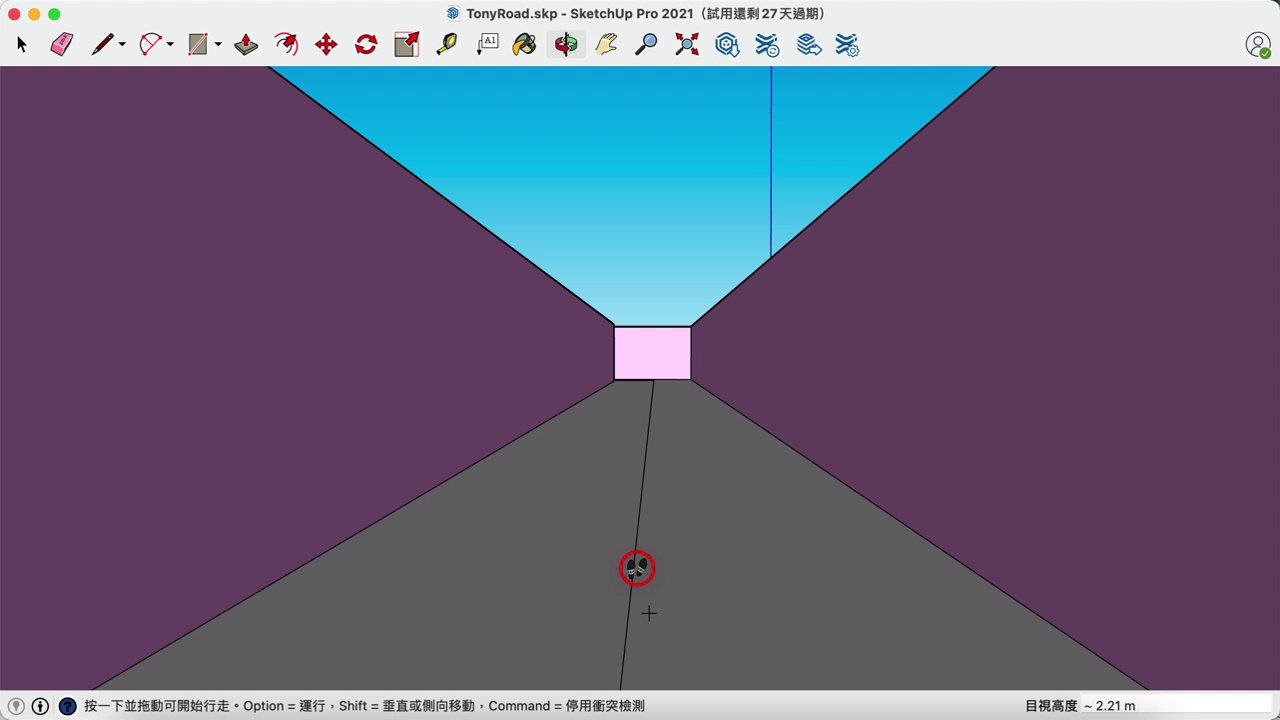 TonyRoad.skp - SketchUp Pro 2021（試用還剩 27 天過期）
A1
按一下並拖動可開始行走。Option = 運行，Shift = 垂直或側向移動，Command = 停用衝突檢測
目視高度 ~ 2.21 m